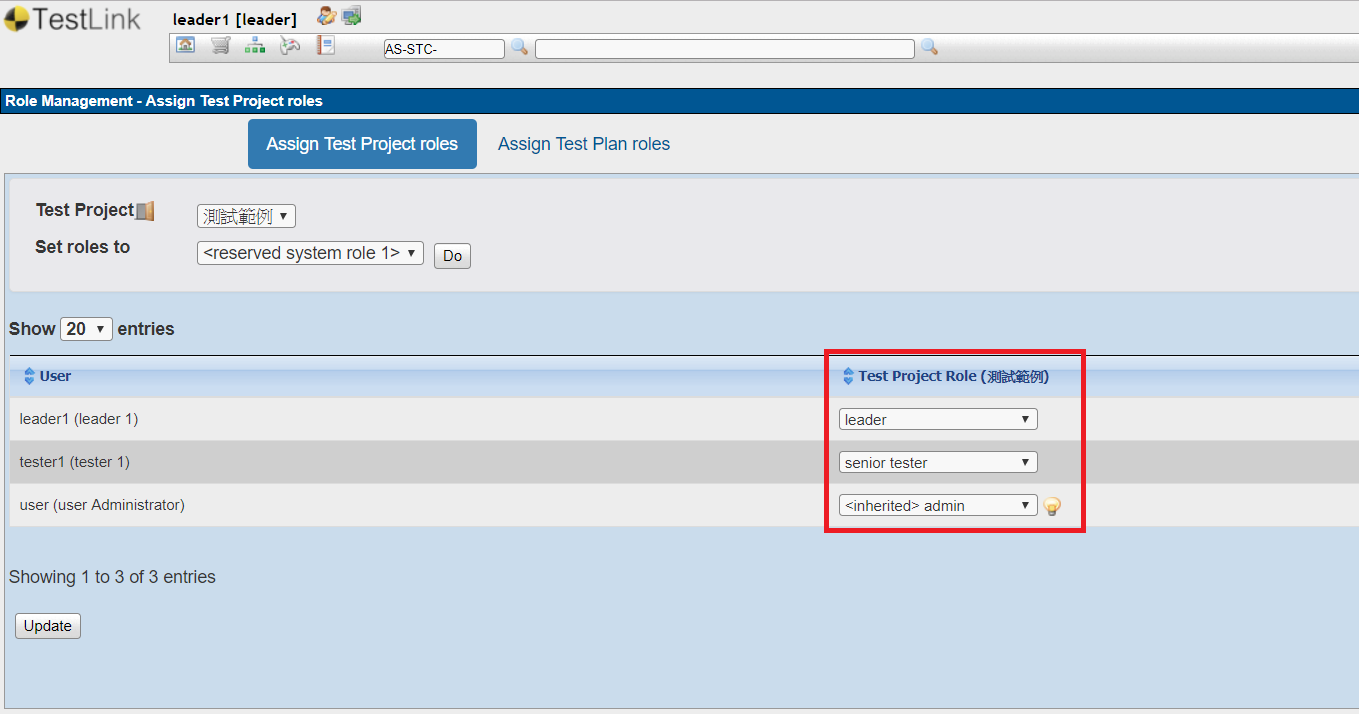 TestLink
leader1 [leader]
AS-STC-
Role Management - Assign Test Project roles
Assign Test Project roles
Assign Test Plan roles
Test Project
測試範例
Set roles to
<reserved system role 1>
Do
Show 20 entries
User
Test Project Role (測試範例)
leader1 (leader 1)
leader
tester1 (tester 1)
senior tester
user (user Administrator)
<inherited> admin
Showing 1 to 3 of 3 entries
Update